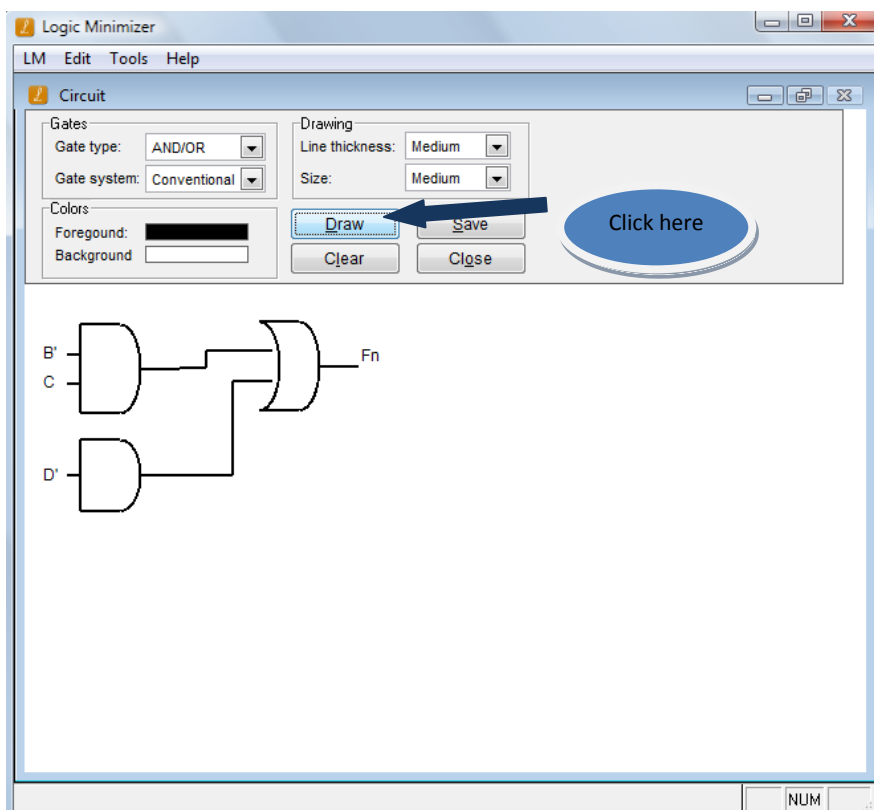 Logic Minimizer
LM Edit Tools Help
Circuit
Gates
Gate type: AND/OR
Gate system: Conventional
Drawing
Line thickness: Medium
Size: Medium
Colors
Foregound:
Background
Draw
Save
Clear
Close
Click here
B'
C
Fn
D'
NUM